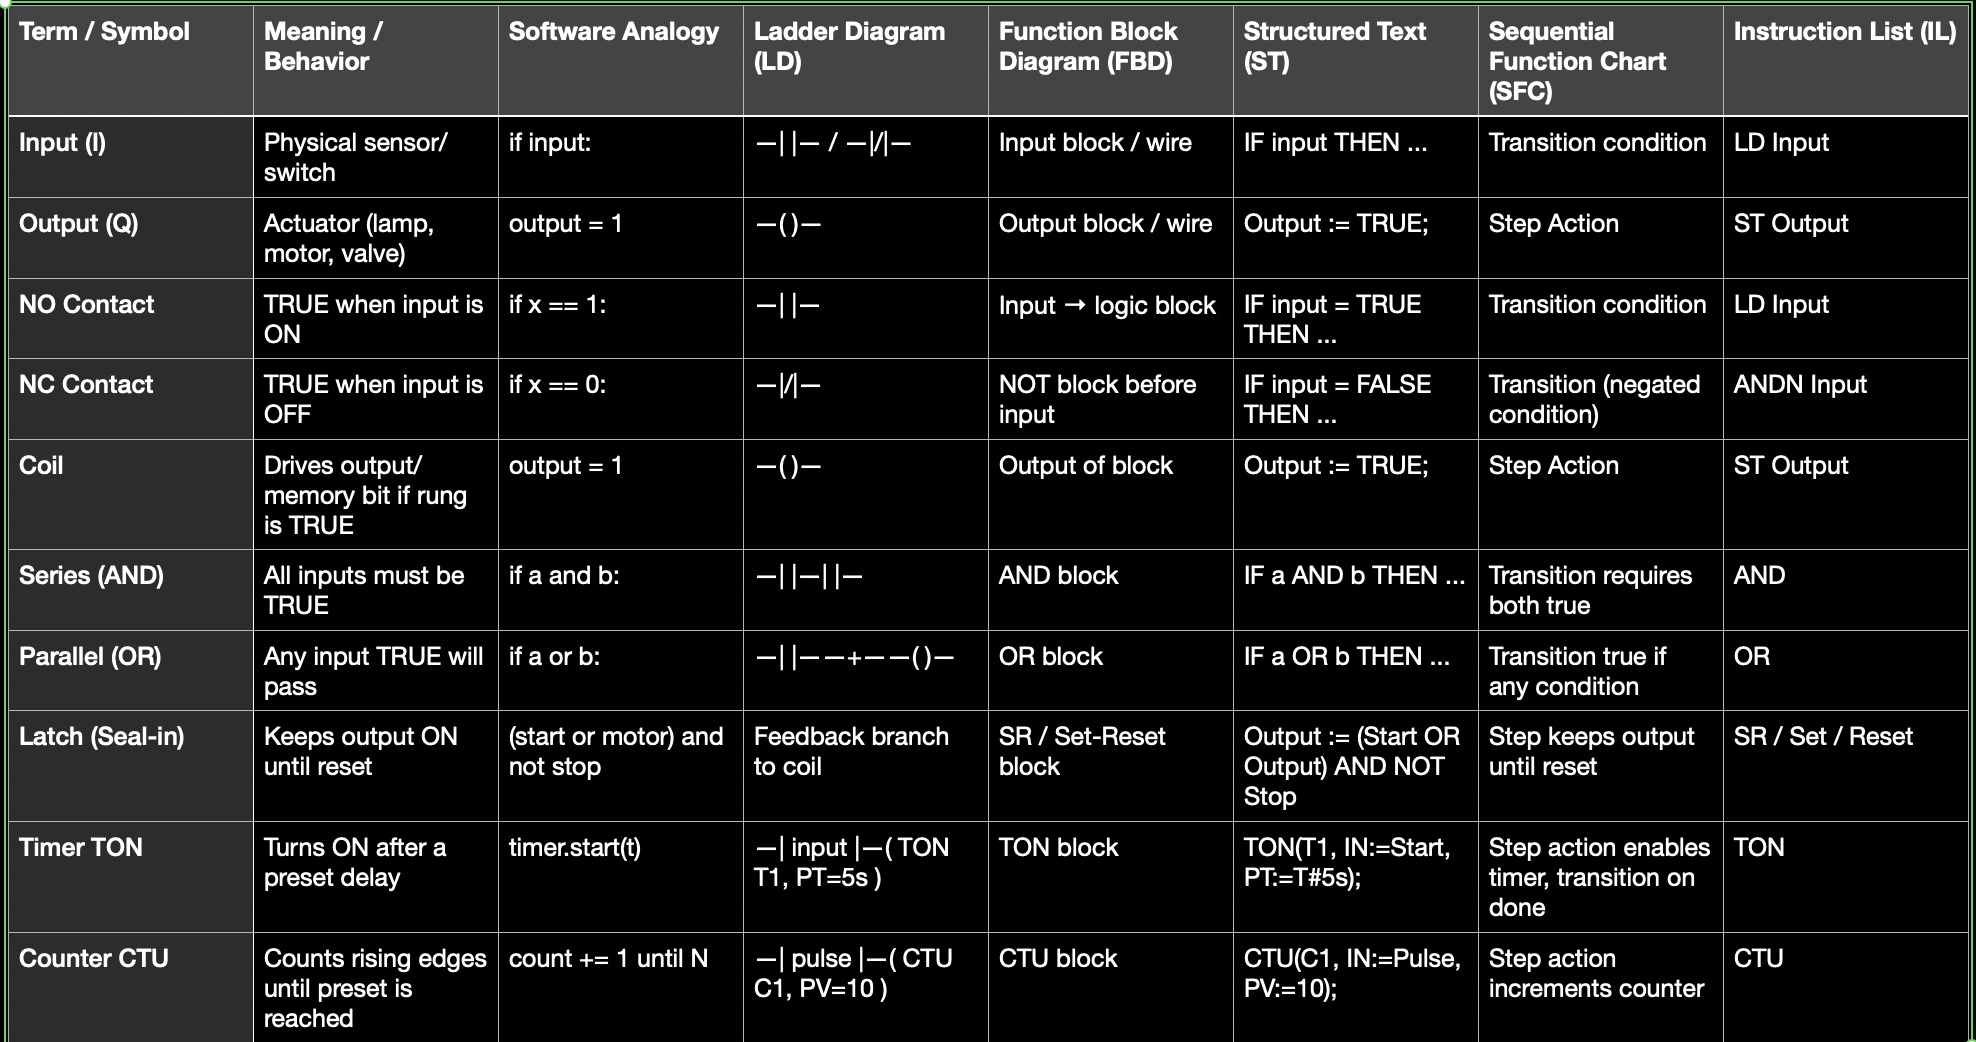 Term / Symbol
Meaning /
Behavior
Software Analogy
Ladder Diagram
(LD)
Function Block
Diagram (FBD)
Structured Text
(ST)
Sequential
Function Chart
(SFC)
Instruction List (IL)
Input (I)
Physical sensor/
switch
if input:
—| |— / —|/|—
Input block / wire
IF input THEN ...
Transition condition
LD Input
Output (Q)
Actuator (lamp,
motor, valve)
output = 1
—( )—
Output block / wire
Output := TRUE;
Step Action
ST Output
NO Contact
TRUE when input is
ON
if x == 1:
—| |—
Input → logic block
IF input = TRUE
THEN ...
Transition condition
LD Input
NC Contact
TRUE when input is
OFF
if x == 0:
—|/|—
NOT block before
input
IF input = FALSE
THEN ...
Transition (negated
condition)
ANDN Input
Coil
Drives output/
memory bit if rung
is TRUE
output = 1
—( )—
Output of block
Output := TRUE;
Step Action
ST Output
Series (AND)
All inputs must be
TRUE
if a and b:
—| |—| |—
AND block
IF a AND b THEN ...
Transition requires
both true
AND
Parallel (OR)
Any input TRUE will
pass
if a or b:
—| |——+——( )—
OR block
IF a OR b THEN ...
Transition true if
any condition
OR
Latch (Seal-in)
Keeps output ON
until reset
(start or motor) and
not stop
Feedback branch
to coil
SR / Set-Reset
block
Output := (Start OR
Output) AND NOT
Stop
Step keeps output
until reset
SR / Set / Reset
Timer TON
Turns ON after a
preset delay
timer.start(t)
—| input |—( TON
T1, PT=5s )
TON block
TON(T1, IN:=Start,
PT:=T#5s);
Step action enables
timer, transition on
done
TON
Counter CTU
Counts rising edges
until preset is
reached
count += 1 until N
—| pulse |—( CTU
C1, PV=10 )
CTU block
CTU(C1, IN:=Pulse,
PV:=10);
Step action
increments counter
CTU